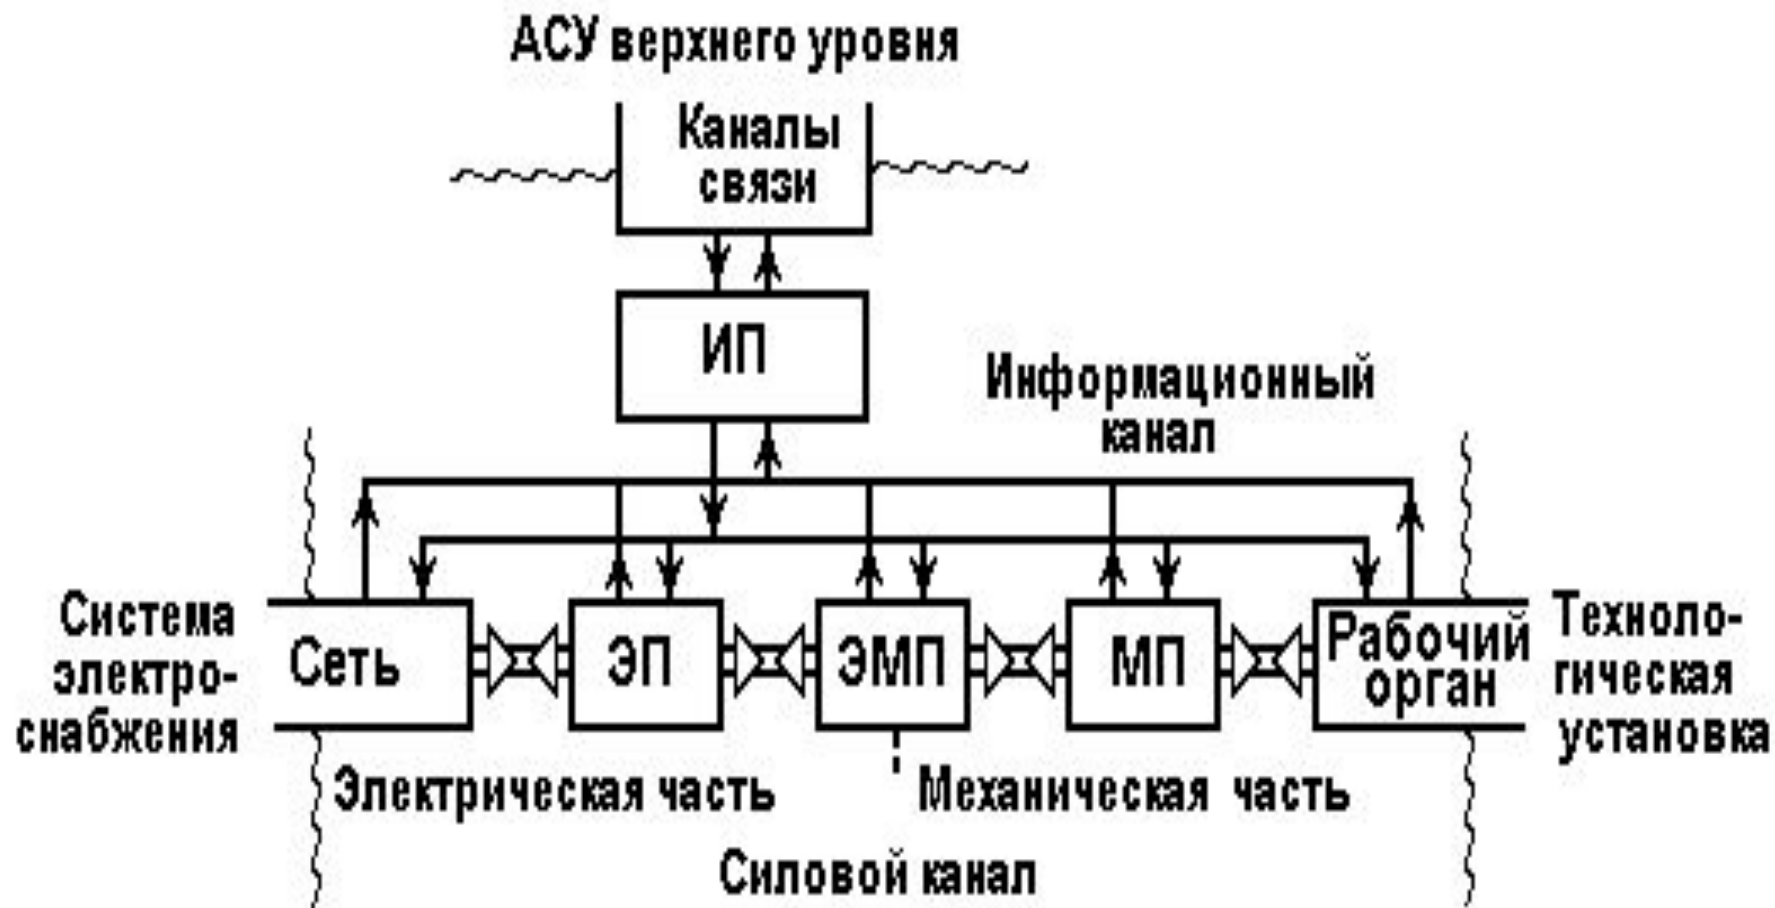 АСУ верхнего уровня
Каналы
связи
ИП
Информационный
канал
Система
электро-
снабжения
Сеть
ЭП
ЭМП
МП
Рабочий
орган
Техноло-
гическая
установка
Электрическая часть
Механическая часть
Силовой канал